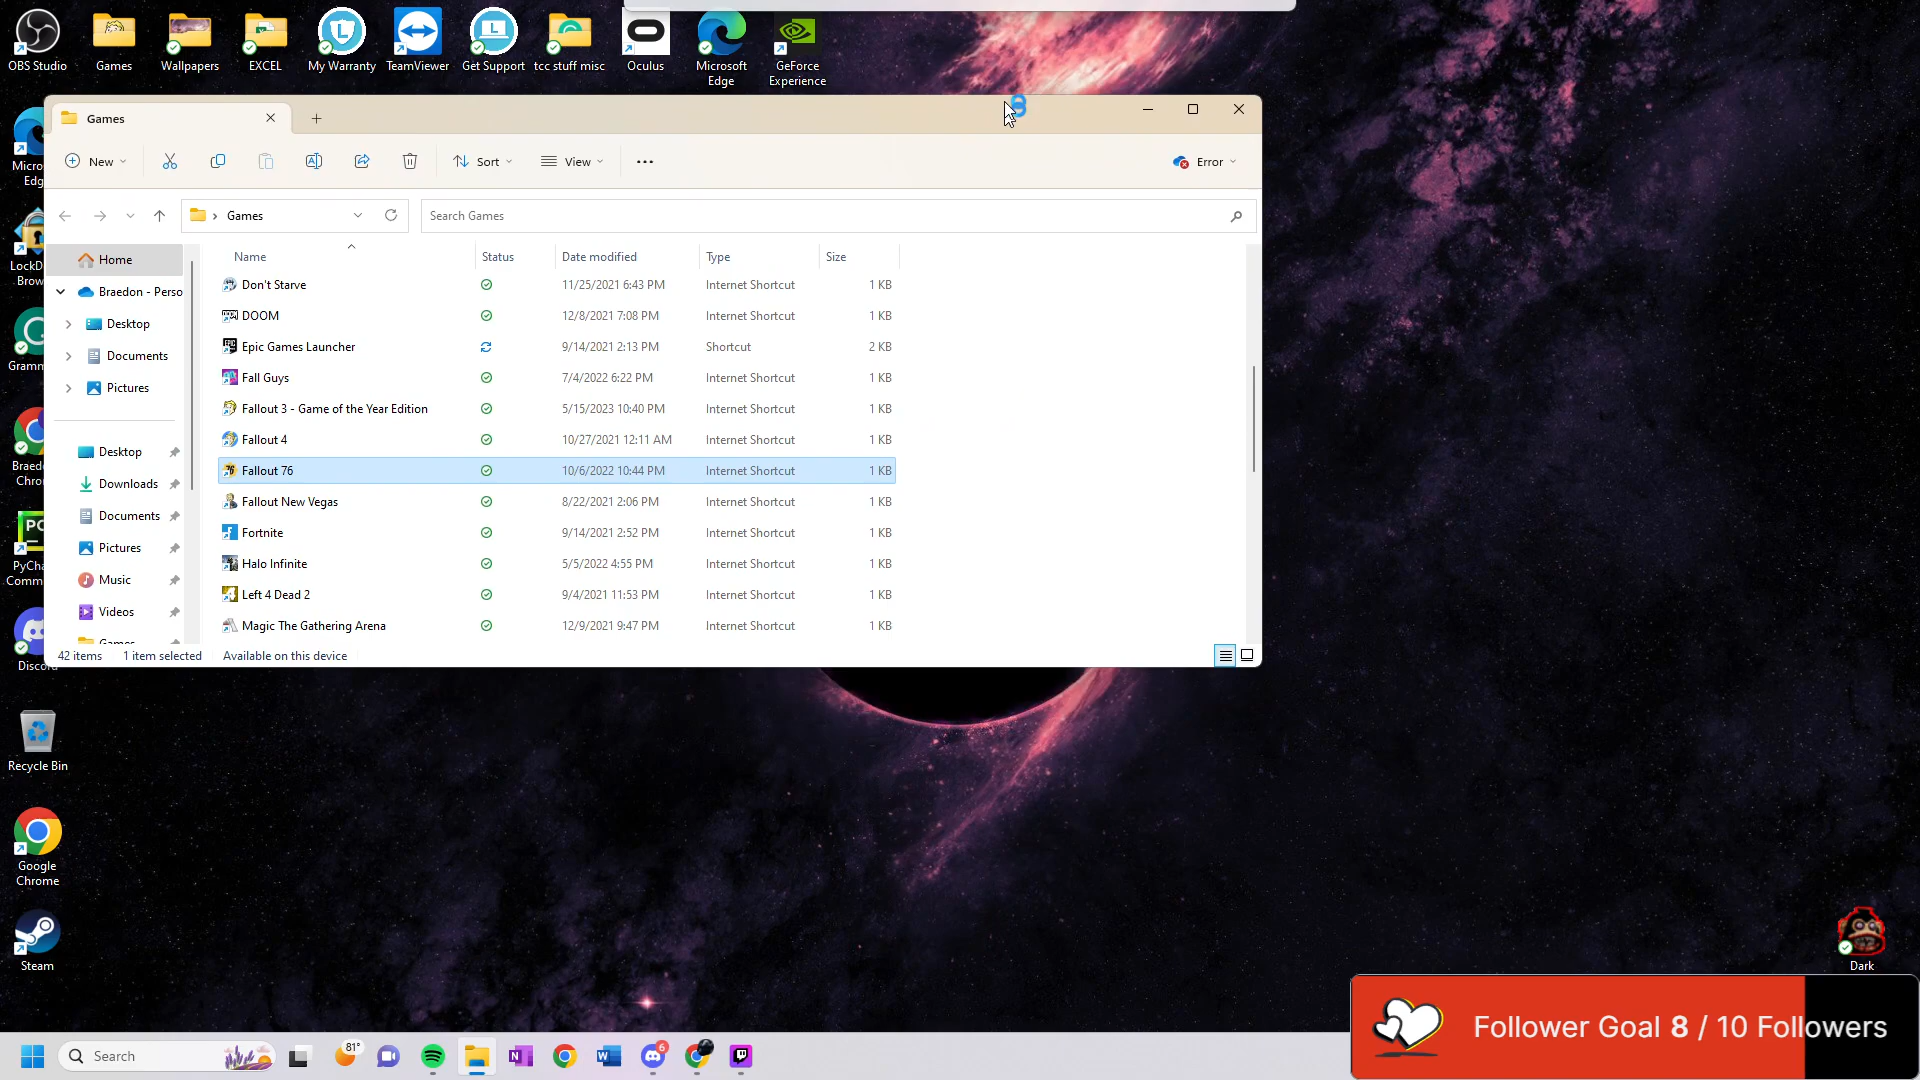 OBS Studio
Games
Wallpapers
EXCEL
My Warranty
TeamViewer
Get Support
tcc stuff misc
Oculus
Microsoft Edge
GeForce Experience
Games
New
Sort
View
Error
Games
Search Games
Home
Braedon - Perso
Desktop
Documents
Pictures
Desktop
Downloads
Documents
Pictures
Music
Videos
Name Status Date modified Type Size
Don't Starve 11/25/2021 6:43 PM Internet Shortcut 1 KB
DOOM 12/8/2021 7:08 PM Internet Shortcut 1 KB
Epic Games Launcher 9/14/2021 2:13 PM Shortcut 2 KB
Fall Guys 7/4/2022 6:22 PM Internet Shortcut 1 KB
Fallout 3 - Game of the Year Edition 5/15/2023 10:40 PM Internet Shortcut 1 KB
Fallout 4 10/27/2021 12:11 AM Internet Shortcut 1 KB
Fallout 76 10/6/2022 10:44 PM Internet Shortcut 1 KB
Fallout New Vegas 8/22/2021 2:06 PM Internet Shortcut 1 KB
Fortnite 9/14/2021 2:52 PM Internet Shortcut 1 KB
Halo Infinite 5/5/2022 4:55 PM Internet Shortcut 1 KB
Left 4 Dead 2 9/4/2021 11:53 PM Internet Shortcut 1 KB
Magic The Gathering Arena 12/9/2021 9:47 PM Internet Shortcut 1 KB
42 items 1 item selected Available on this device
Micro
Edg
LockD
Brow
Gramm
Braed
Chro
PC
PyCha
Comm
Discor
Recycle Bin
Google
Chrome
Steam
Dark
Follower Goal 8 / 10 Followers
Search
81°
6